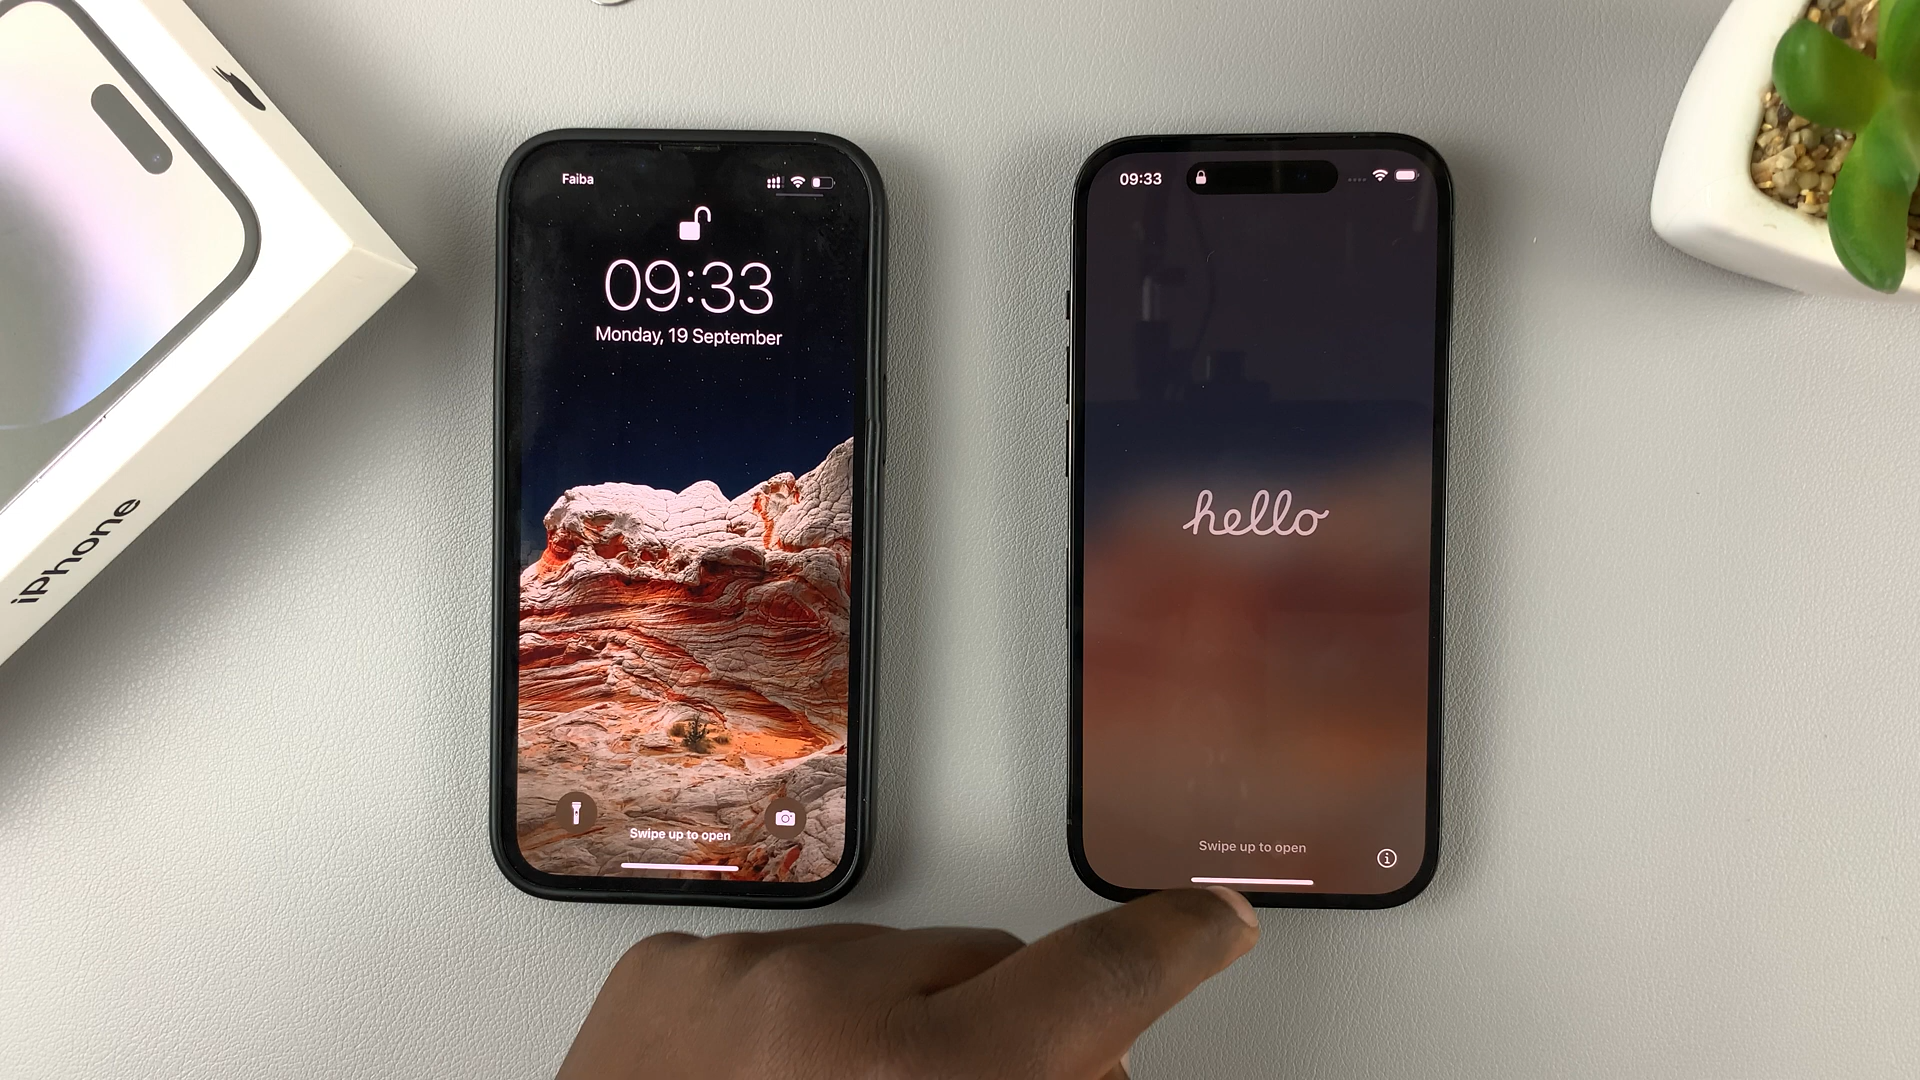 iPhone
Faiba
09:33
Monday, 19 September
Swipe up to open
09:33
hello
Swipe up to open